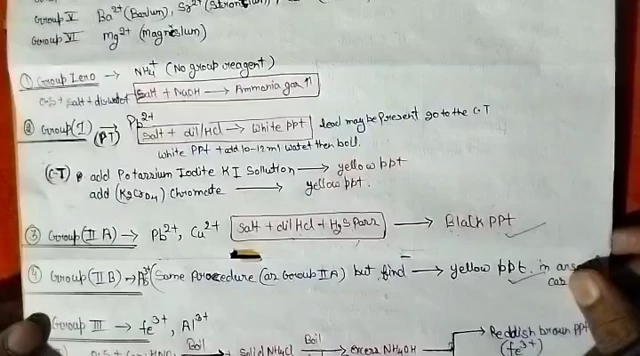 Group V Ba²⁺ (Barium), Sr²⁺ (Strontium),
Group VI Mg²⁺ (Magnesium)
① Group Zero → NH₄⁺ (No group reagent)
Salt + NaOH → Ammonia gas ↑
② Group (I) → Pb²⁺
(PT) Salt + dil HCl → White PPt lead may be Present go to the C.T
white PPt + add 10-12 ml water then boil.
(C.T) add Potassium Iodite KI Sollution → yellow ppt
add (K₂CrO₄) Chromate → yellow ppt.
③ Group (II A) → Pb²⁺, Cu²⁺ Salt + dil HCl + H₂S Pass → Black PPt
④ Group (II B) → (Same Procedure (as Group II A) but find → yellow ppt. in
Group III → fe³⁺, Al³⁺
Boil Solid NH₄Cl Boil excess NH₄OH → Reddish brown PPt
(fe³⁺)